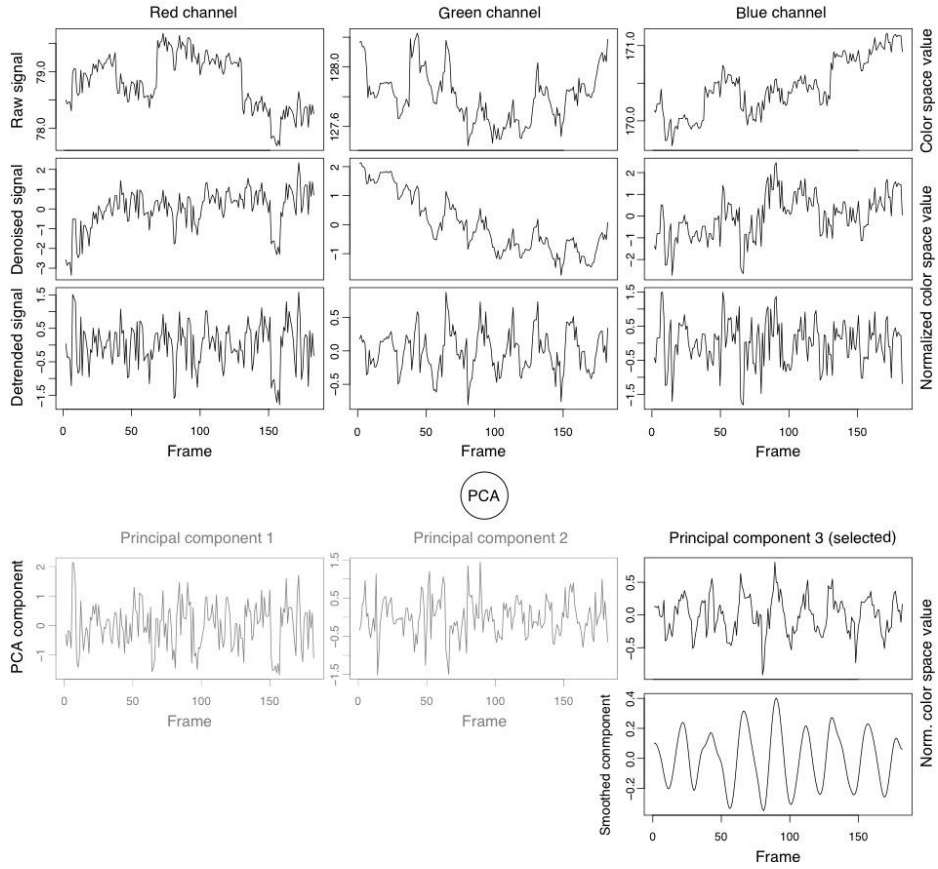 Red channel
Green channel
Blue channel
Raw signal
79.0
78.0
128.0
127.6
171.0
170.0
Color space value
Denoised signal
2
1
0
-1
-2
-3
2
1
0
-1
2
1
0
-1
-2
Normalized color space value
Detrended signal
1.5
0.5
-0.5
-1.5
0.5
0.0
-0.5
1.5
0.5
-0.5
-1.5
0 50 100 150
0 50 100 150
0 50 100 150
Frame
Frame
Frame
PCA
Principal component 1
Principal component 2
Principal component 3 (selected)
PCA component
2
1
0
-1
1.5
0.5
-0.5
-1.5
0.5
0.0
-0.5
0 50 100 150
0 50 100 150
Frame
Frame
Norm. color space value
Smoothed conmponent
0.4
0.2
0.0
-0.2
0 50 100 150
Frame